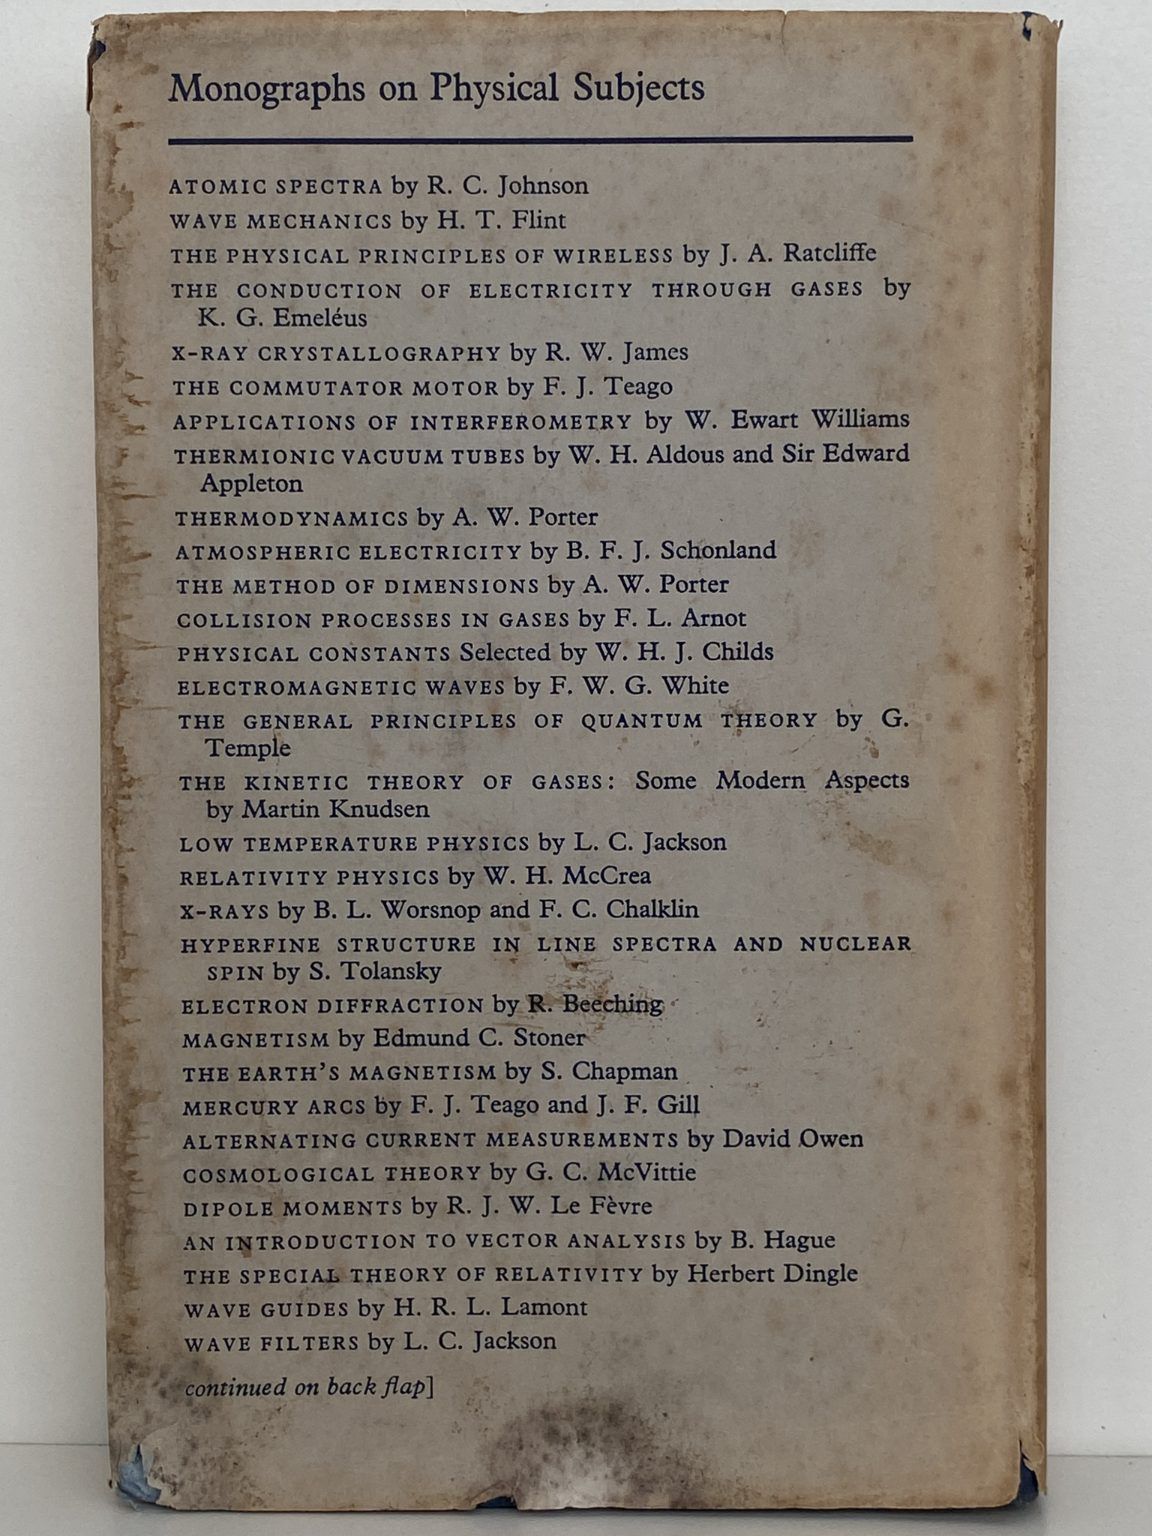 Monographs on Physical Subjects
ATOMIC SPECTRA by R. C. Johnson
WAVE MECHANICS by H. T. Flint
THE PHYSICAL PRINCIPLES OF WIRELESS by J. A. Ratcliffe
THE CONDUCTION OF ELECTRICITY THROUGH GASES by
K. G. Emeléus
X-RAY CRYSTALLOGRAPHY by R. W. James
THE COMMUTATOR MOTOR by F. J. Teago
APPLICATIONS OF INTERFEROMETRY by W. Ewart Williams
THERMIONIC VACUUM TUBES by W. H. Aldous and Sir Edward
Appleton
THERMODYNAMICS by A. W. Porter
ATMOSPHERIC ELECTRICITY by B. F. J. Schonland
THE METHOD OF DIMENSIONS by A. W. Porter
COLLISION PROCESSES IN GASES by F. L. Arnot
PHYSICAL CONSTANTS Selected by W. H. J. Childs
ELECTROMAGNETIC WAVES by F. W. G. White
THE GENERAL PRINCIPLES OF QUANTUM THEORY by G.
Temple
THE KINETIC THEORY OF GASES: Some Modern Aspects
by Martin Knudsen
LOW TEMPERATURE PHYSICS by L. C. Jackson
RELATIVITY PHYSICS by W. H. McCrea
X-RAYS by B. L. Worsnop and F. C. Chalklin
HYPERFINE STRUCTURE IN LINE SPECTRA AND NUCLEAR
SPIN by S. Tolansky
ELECTRON DIFFRACTION by R. Beeching
MAGNETISM by Edmund C. Stoner
THE EARTH'S MAGNETISM by S. Chapman
MERCURY ARCS by F. J. Teago and J. F. Gill
ALTERNATING CURRENT MEASUREMENTS by David Owen
COSMOLOGICAL THEORY by G. C. McVittie
DIPOLE MOMENTS by R. J. W. Le Fèvre
AN INTRODUCTION TO VECTOR ANALYSIS by B. Hague
THE SPECIAL THEORY OF RELATIVITY by Herbert Dingle
WAVE GUIDES by H. R. L. Lamont
WAVE FILTERS by L. C. Jackson
continued on back flap]